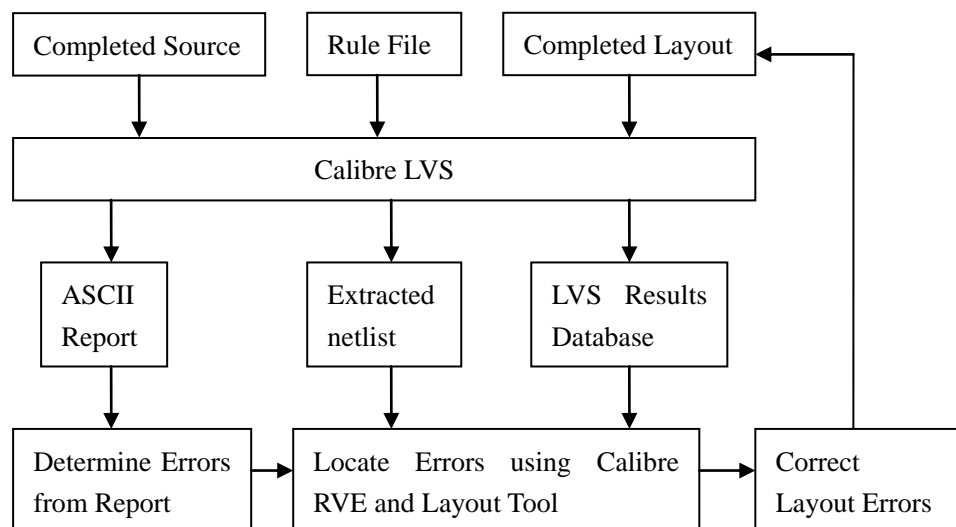 Completed Source
Rule File
Completed Layout
Calibre LVS
ASCII
Report
Extracted
netlist
LVS Results
Database
Determine Errors
from Report
Locate Errors using Calibre
RVE and Layout Tool
Correct
Layout Errors